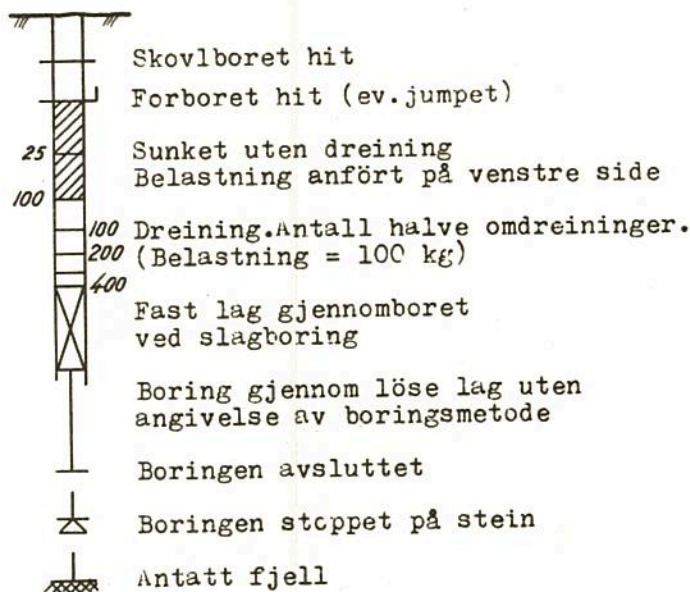 Skovlboret hit
Forboret hit (ev.jumpet)
25 Sunket uten dreining
Belastning anfört på venstre side
100
100 Dreining.Antall halve omdreininger.
200 (Belastning = 100 kg)
400
Fast lag gjennomboret
ved slagboring
Boring gjennom löse lag uten
angivelse av boringsmetode
Boringen avsluttet
Boringen stoppet på stein
Antatt fjell